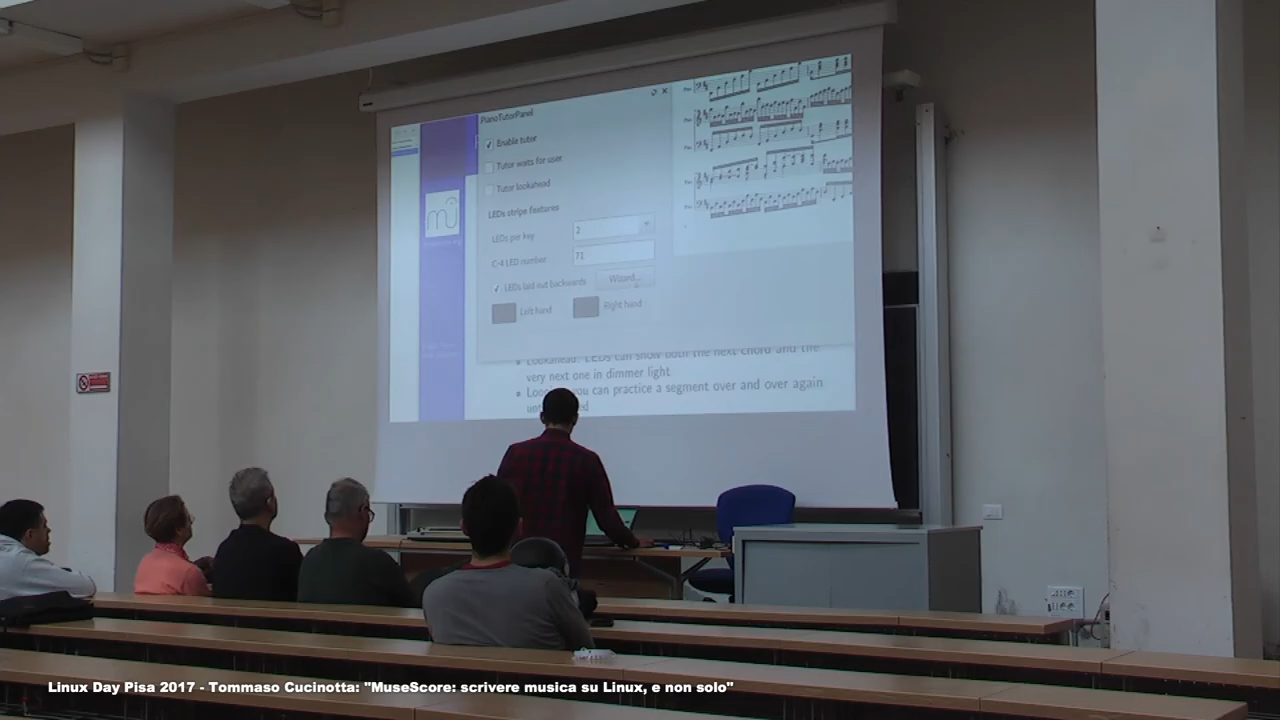 PianoTutorPanel
Enable tutor
Tutor waits for user
Tutor lookahead
LEDs stripe features
LEDs per key
2
C-4 LED number
71
LEDs laid out backwards
Wizard...
Left hand
Right hand
Lookahead: LEDs can show both the next chord and the
very next one in dimmer light
you can practice a segment over and over again
Linux Day Pisa 2017 - Tommaso Cucinotta: "MuseScore: scrivere musica su Linux, e non solo"